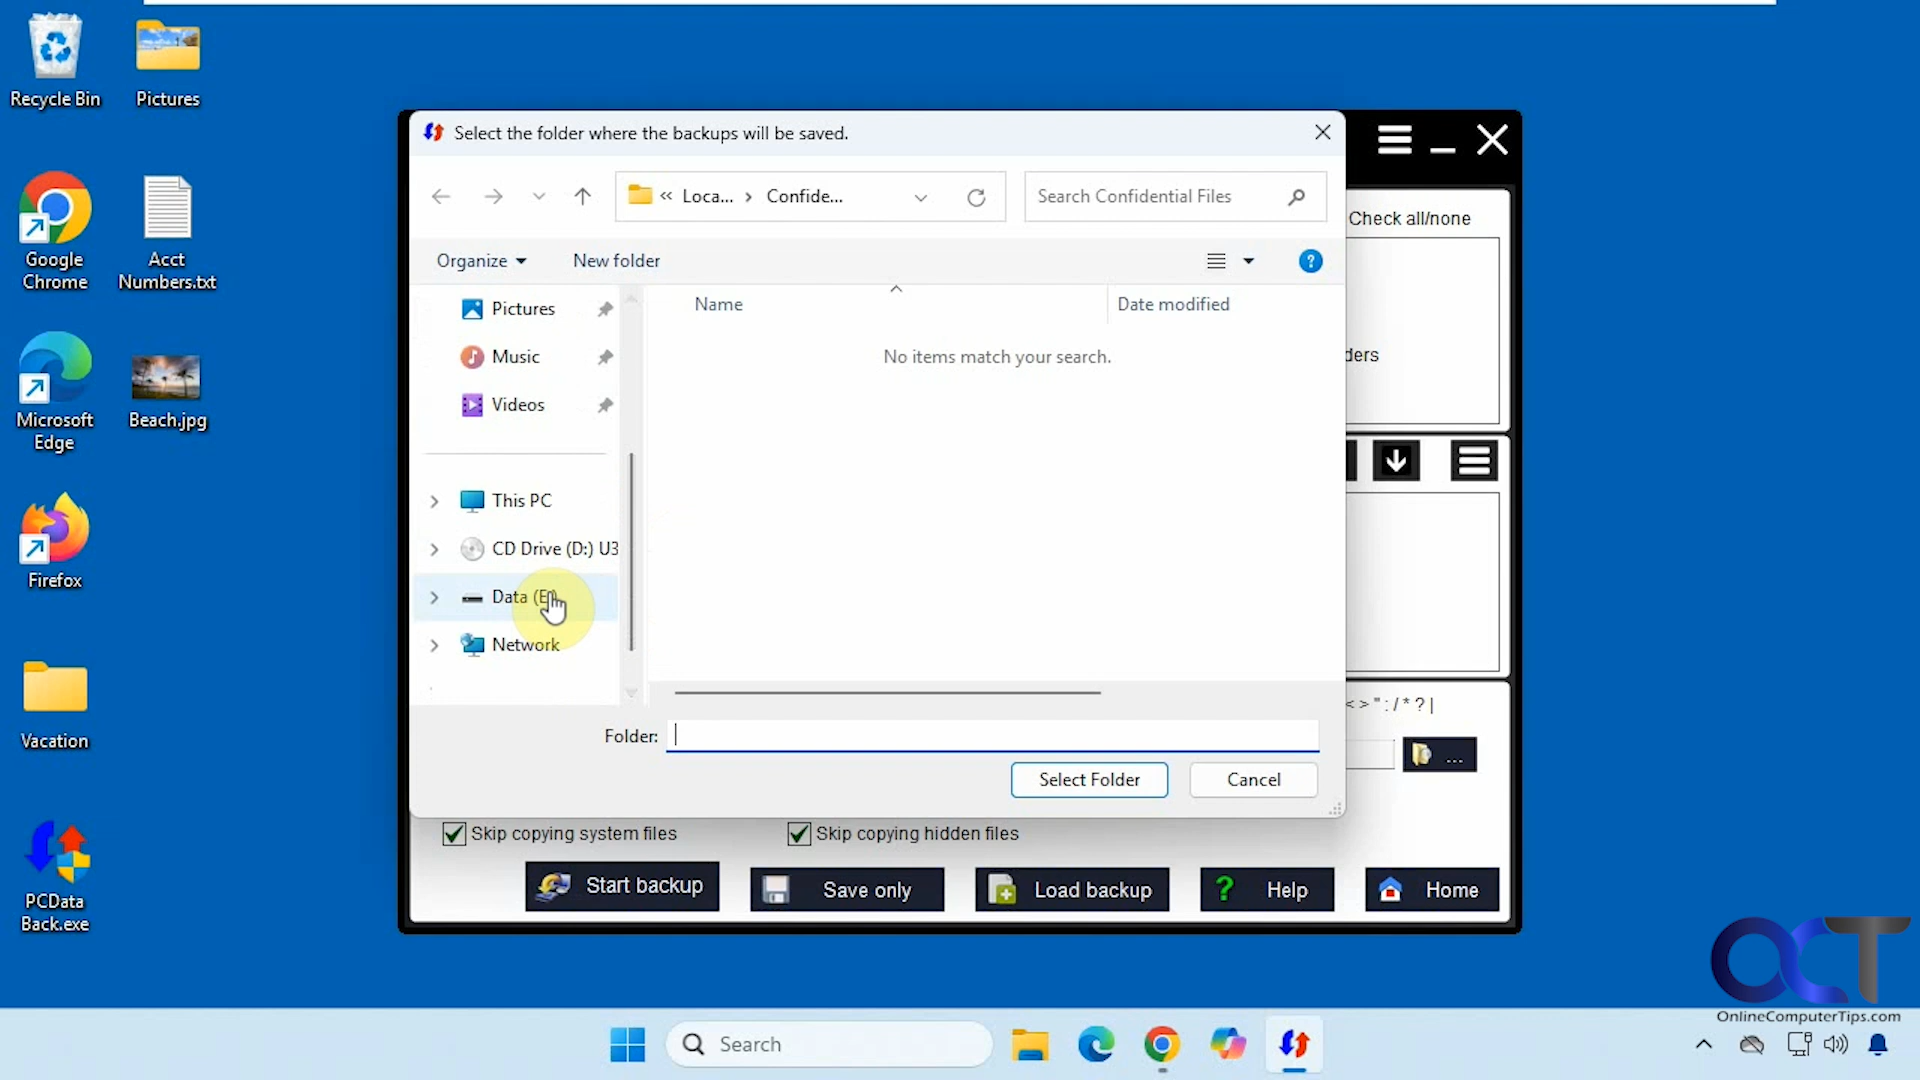 Recycle Bin
Pictures
Google
Chrome
Acct
Numbers.txt
Microsoft
Edge
Beach.jpg
Firefox
Vacation
PCData
Back.exe
Select the folder where the backups will be saved.
« Loca... › Confide...
Search Confidential Files
Organize
New folder
?
Pictures
Music
Videos
This PC
CD Drive (D:) U3
Data (E:)
Network
Name
Date modified
No items match your search.
Folder:
Select Folder
Cancel
Check all/none
ders
< > " : / * ? |
...
Skip copying system files
Skip copying hidden files
Start backup
Save only
Load backup
? Help
Home
OCT
OnlineComputerTips.com
Search